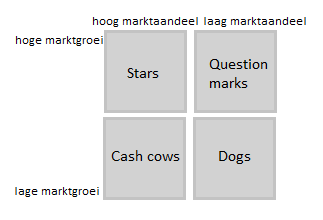 hoog marktaandeel laag marktaandeel
hoge marktgroei
Stars
Question
marks
Cash cows
Dogs
lage marktgroei